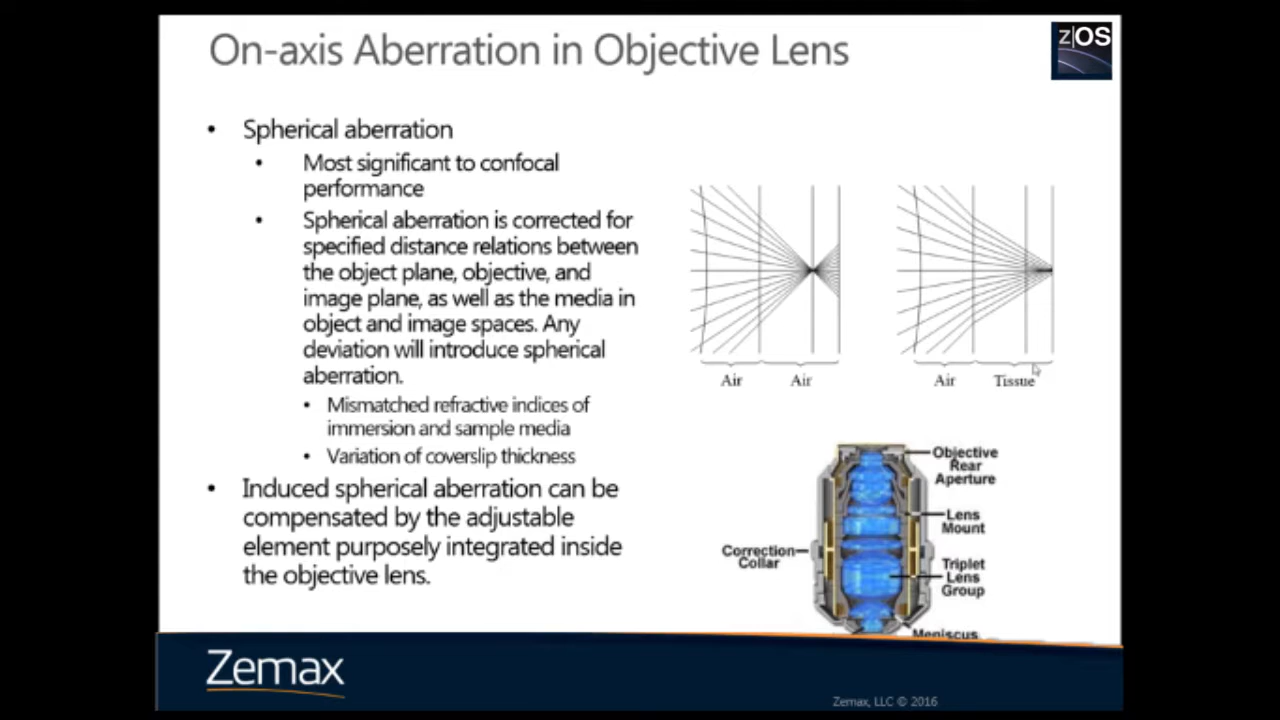 On-axis Aberration in Objective Lens
z|OS
• Spherical aberration
• Most significant to confocal
performance
• Spherical aberration is corrected for
specified distance relations between
the object plane, objective, and
image plane, as well as the media in
object and image spaces. Any
deviation will introduce spherical
aberration.
• Mismatched refractive indices of
immersion and sample media
• Variation of coverslip thickness
• Induced spherical aberration can be
compensated by the adjustable
element purposely integrated inside
the objective lens.
Air Air
Air Tissue
Objective
Rear
Aperture
Lens
Mount
Correction
Collar
Triplet
Lens
Group
Meniscus
Zemax
Zemax, LLC © 2016